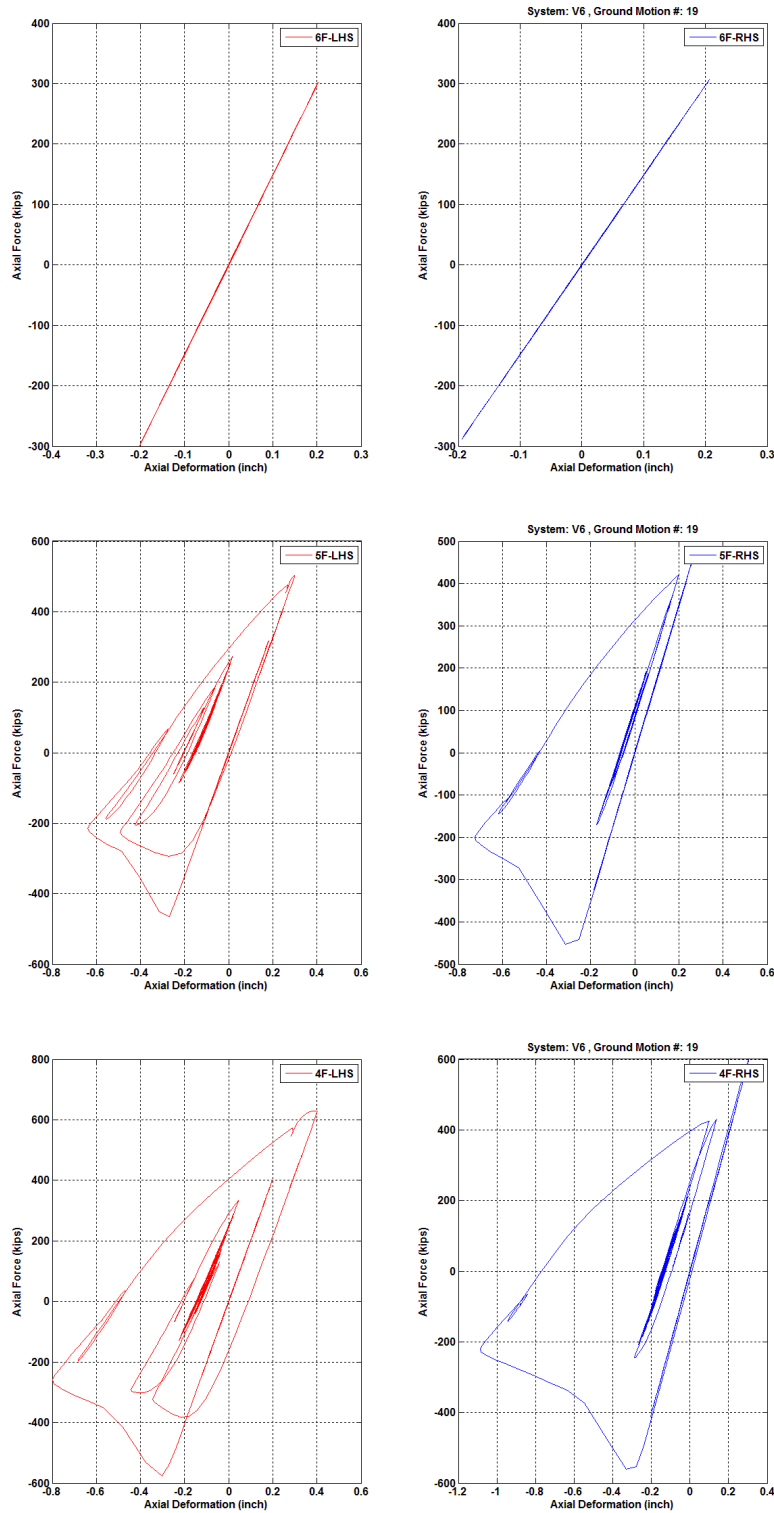 6F-LHS
400
300
200
100
0
-100
-200
-300
Axial Force (kips)
-0.4 -0.3 -0.2 -0.1 0 0.1 0.2 0.3
Axial Deformation (inch)
System: V6 , Ground Motion #: 19
6F-RHS
400
300
200
100
0
-100
-200
-300
Axial Force (kips)
-0.2 -0.1 0 0.1 0.2 0.3
Axial Deformation (inch)
5F-LHS
600
400
200
0
-200
-400
-600
Axial Force (kips)
-0.8 -0.6 -0.4 -0.2 0 0.2 0.4 0.6
Axial Deformation (inch)
System: V6 , Ground Motion #: 19
5F-RHS
500
400
300
200
100
0
-100
-200
-300
-400
-500
Axial Force (kips)
-0.8 -0.6 -0.4 -0.2 0 0.2 0.4 0.6
Axial Deformation (inch)
4F-LHS
800
600
400
200
0
-200
-400
-600
Axial Force (kips)
-0.8 -0.6 -0.4 -0.2 0 0.2 0.4 0.6
Axial Deformation (inch)
System: V6 , Ground Motion #: 19
4F-RHS
600
400
200
0
-200
-400
-600
Axial Force (kips)
-1.2 -1 -0.8 -0.6 -0.4 -0.2 0 0.2 0.4
Axial Deformation (inch)